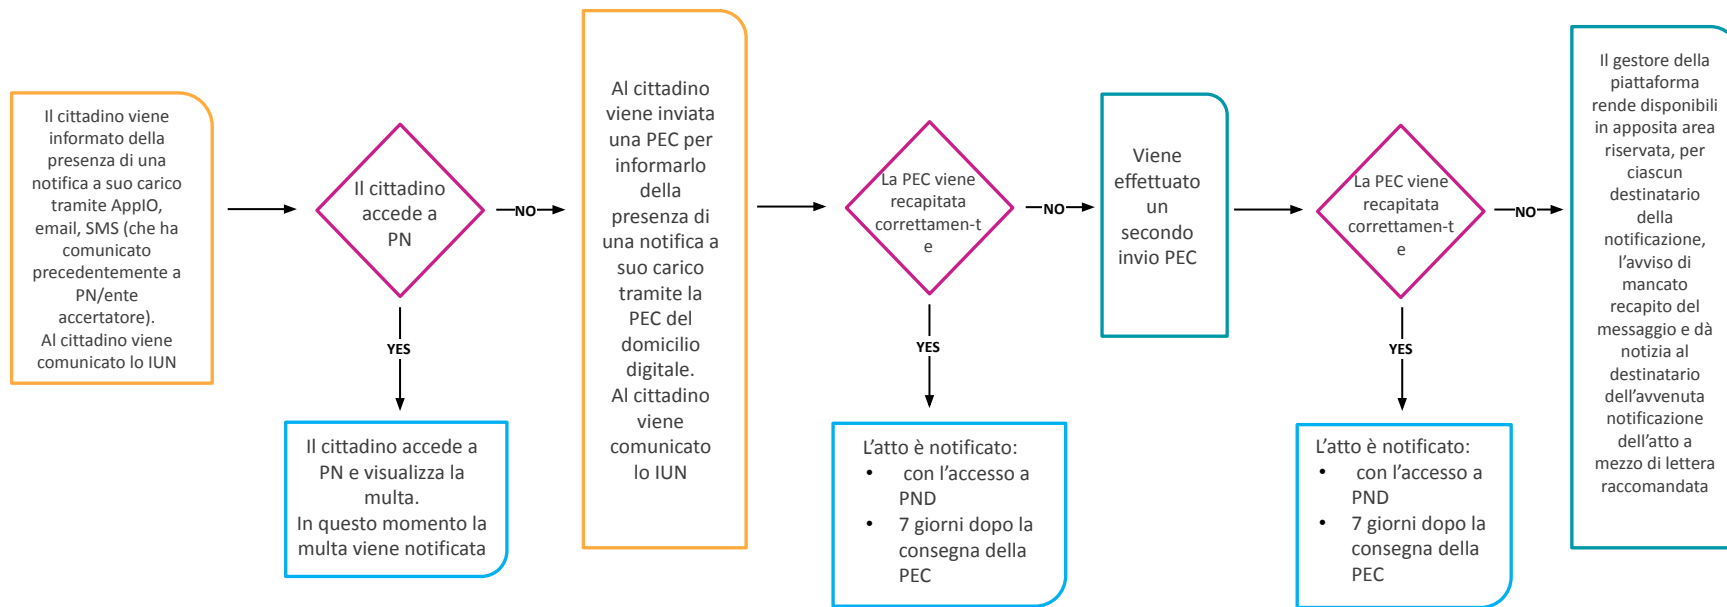 Il cittadino viene
informato della
presenza di una
notifica a suo carico
tramite AppIO,
email, SMS (che ha
comunicato
precedentemente a
PN/ente
accertatore).
Al cittadino viene
comunicato lo IUN
Il cittadino
accede a
PN
NO
YES
Il cittadino accede a
PN e visualizza la
multa.
In questo momento la
multa viene notificata
Al cittadino
viene inviata
una PEC per
informarlo
della
presenza di
una notifica a
suo carico
tramite la
PEC del
domicilio
digitale.
Al cittadino
viene
comunicato
lo IUN
La PEC viene
recapitata
correttamen-t
e
NO
YES
L'atto è notificato:
• con l'accesso a
PND
• 7 giorni dopo la
consegna della
PEC
Viene
effettuato
un
secondo
invio PEC
La PEC viene
recapitata
correttamen-t
e
NO
YES
L'atto è notificato:
• con l'accesso a
PND
• 7 giorni dopo la
consegna della
PEC
Il gestore della
piattaforma
rende disponibili
in apposita area
riservata, per
ciascun
destinatario
della
notificazione,
l'avviso di
mancato
recapito del
messaggio e dà
notizia al
destinatario
dell'avvenuta
notificazione
dell'atto a
mezzo di lettera
raccomandata